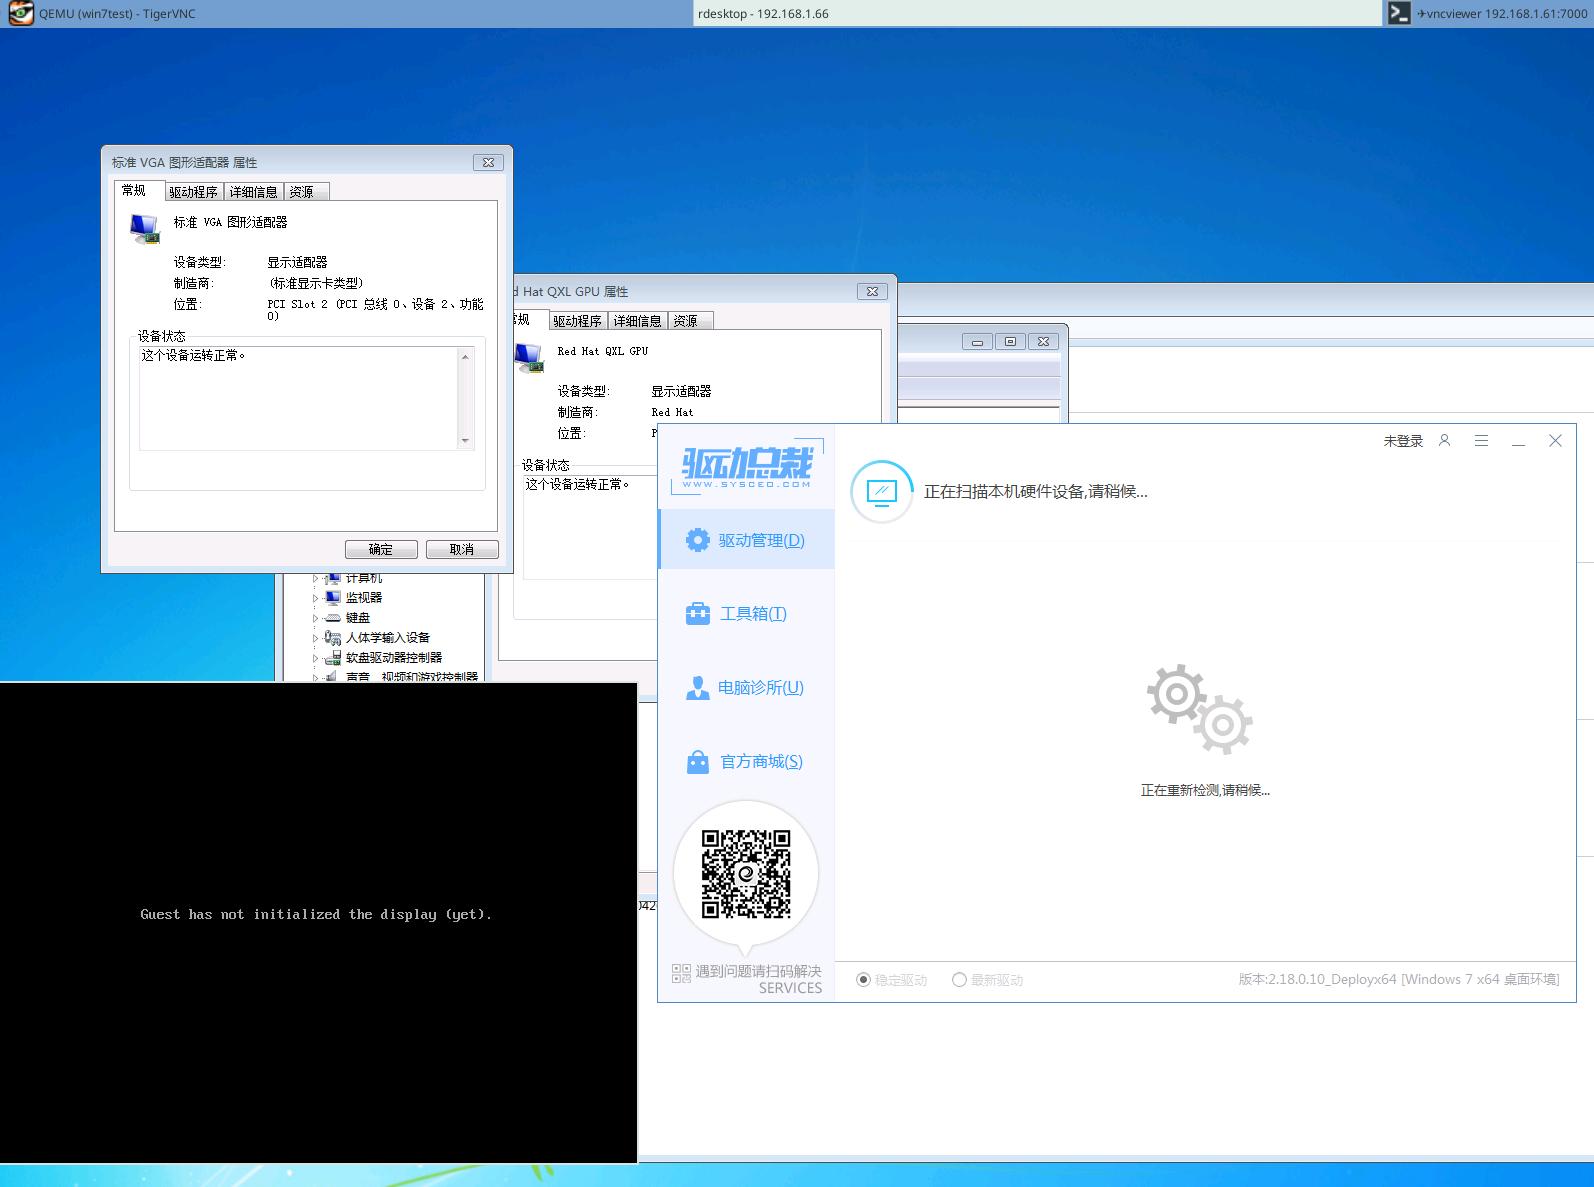 QEMU (win7test) - TigerVNC
rdesktop - 192.168.1.66
✈vncviewer 192.168.1.61:7000
标准 VGA 图形适配器 属性
常规 驱动程序 详细信息 资源
标准 VGA 图形适配器
设备类型: 显示适配器
制造商: (标准显示卡类型)
位置: PCI Slot 2 (PCI 总线 0、设备 2、功能 0)
设备状态
这个设备运转正常。
确定 取消
Hat QXL GPU 属性
驱动程序 详细信息 资源
Red Hat QXL GPU
设备类型: 显示适配器
制造商: Red Hat
位置:
设备状态
这个设备运转正常。
计算机
监视器
键盘
人体学输入设备
软盘驱动器控制器
声音、视频和游戏控制器
Guest has not initialized the display (yet).
驱动总裁
WWW.SYSCEO.COM
未登录
正在扫描本机硬件设备,请稍候...
驱动管理(D)
工具箱(T)
电脑诊所(U)
官方商城(S)
正在重新检测,请稍候...
遇到问题请扫码解决
SERVICES
稳定驱动 最新驱动
版本:2.18.0.10_Deployx64 [Windows 7 x64 桌面环境]